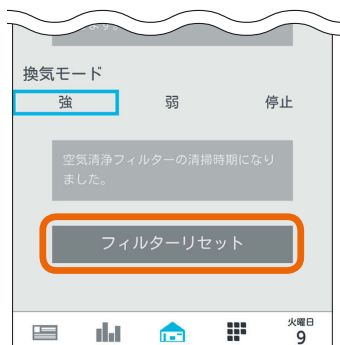 換気モード
強 弱 停止
空気清浄フィルターの清掃時期になり
ました。
フィルターリセット
火曜日
9